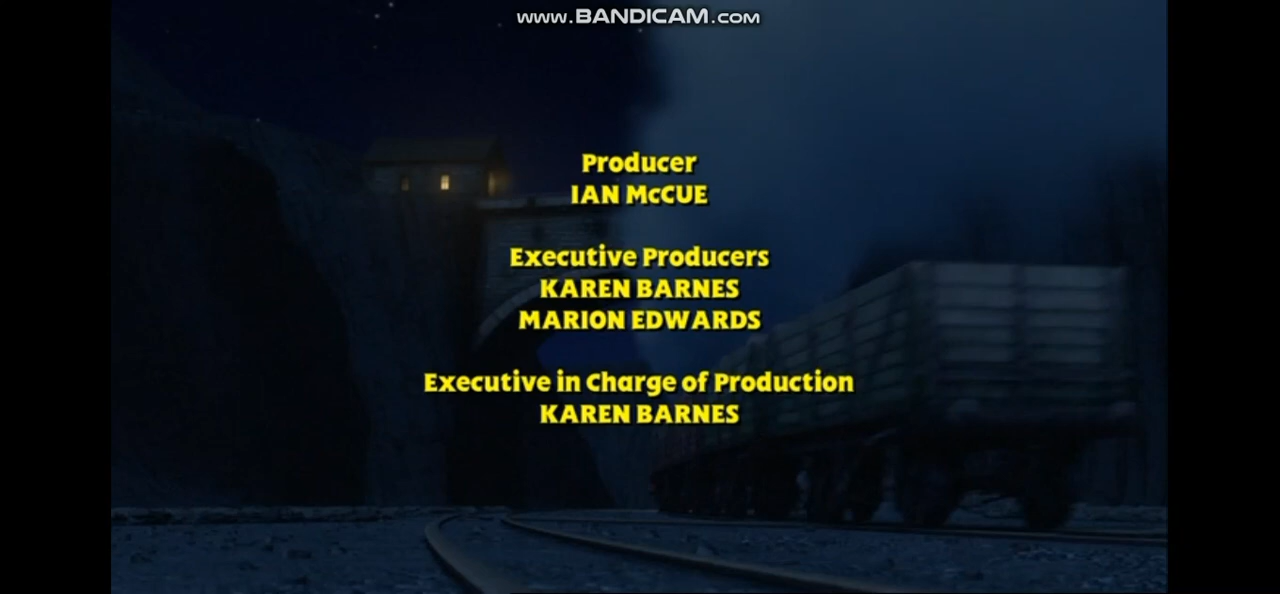 www.BANDICAM.com
Producer
IAN McCUE
Executive Producers
KAREN BARNES
MARION EDWARDS
Executive in Charge of Production
KAREN BARNES